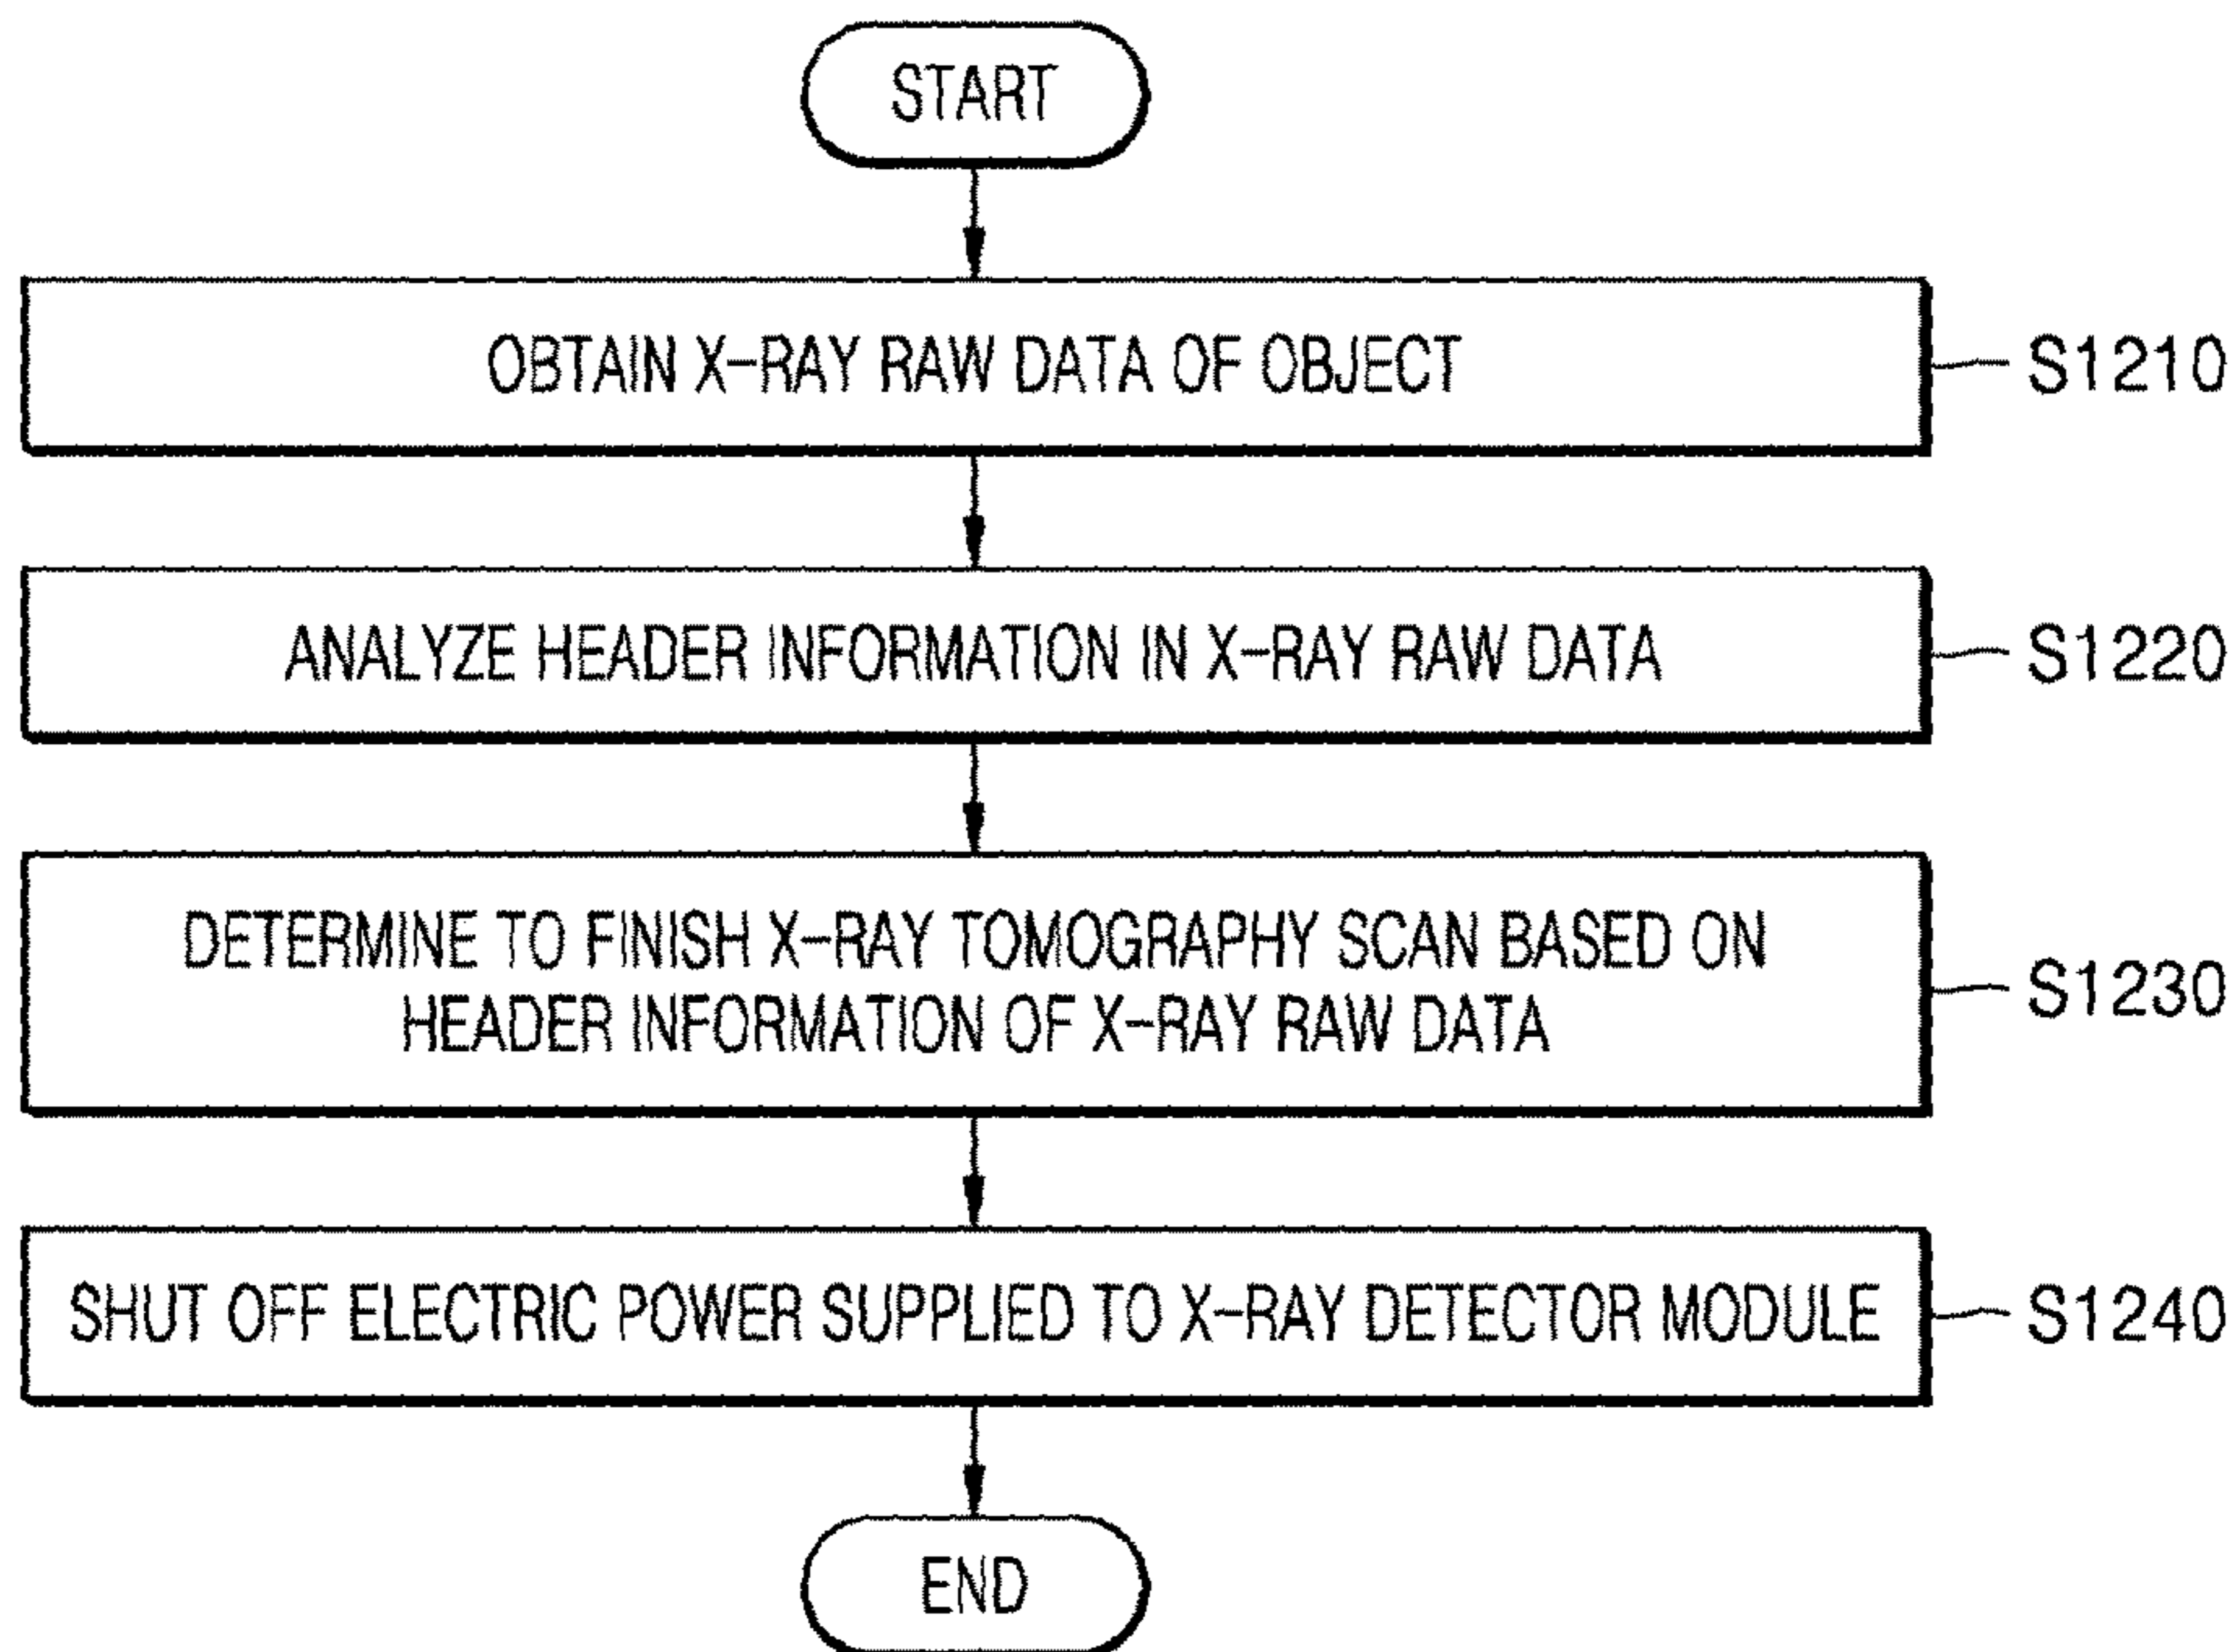 START
OBTAIN X-RAY RAW DATA OF OBJECT
S1210
ANALYZE HEADER INFORMATION IN X-RAY RAW DATA
S1220
DETERMINE TO FINISH X-RAY TOMOGRAPHY SCAN BASED ON
HEADER INFORMATION OF X-RAY RAW DATA
S1230
SHUT OFF ELECTRIC POWER SUPPLIED TO X-RAY DETECTOR MODULE
S1240
END